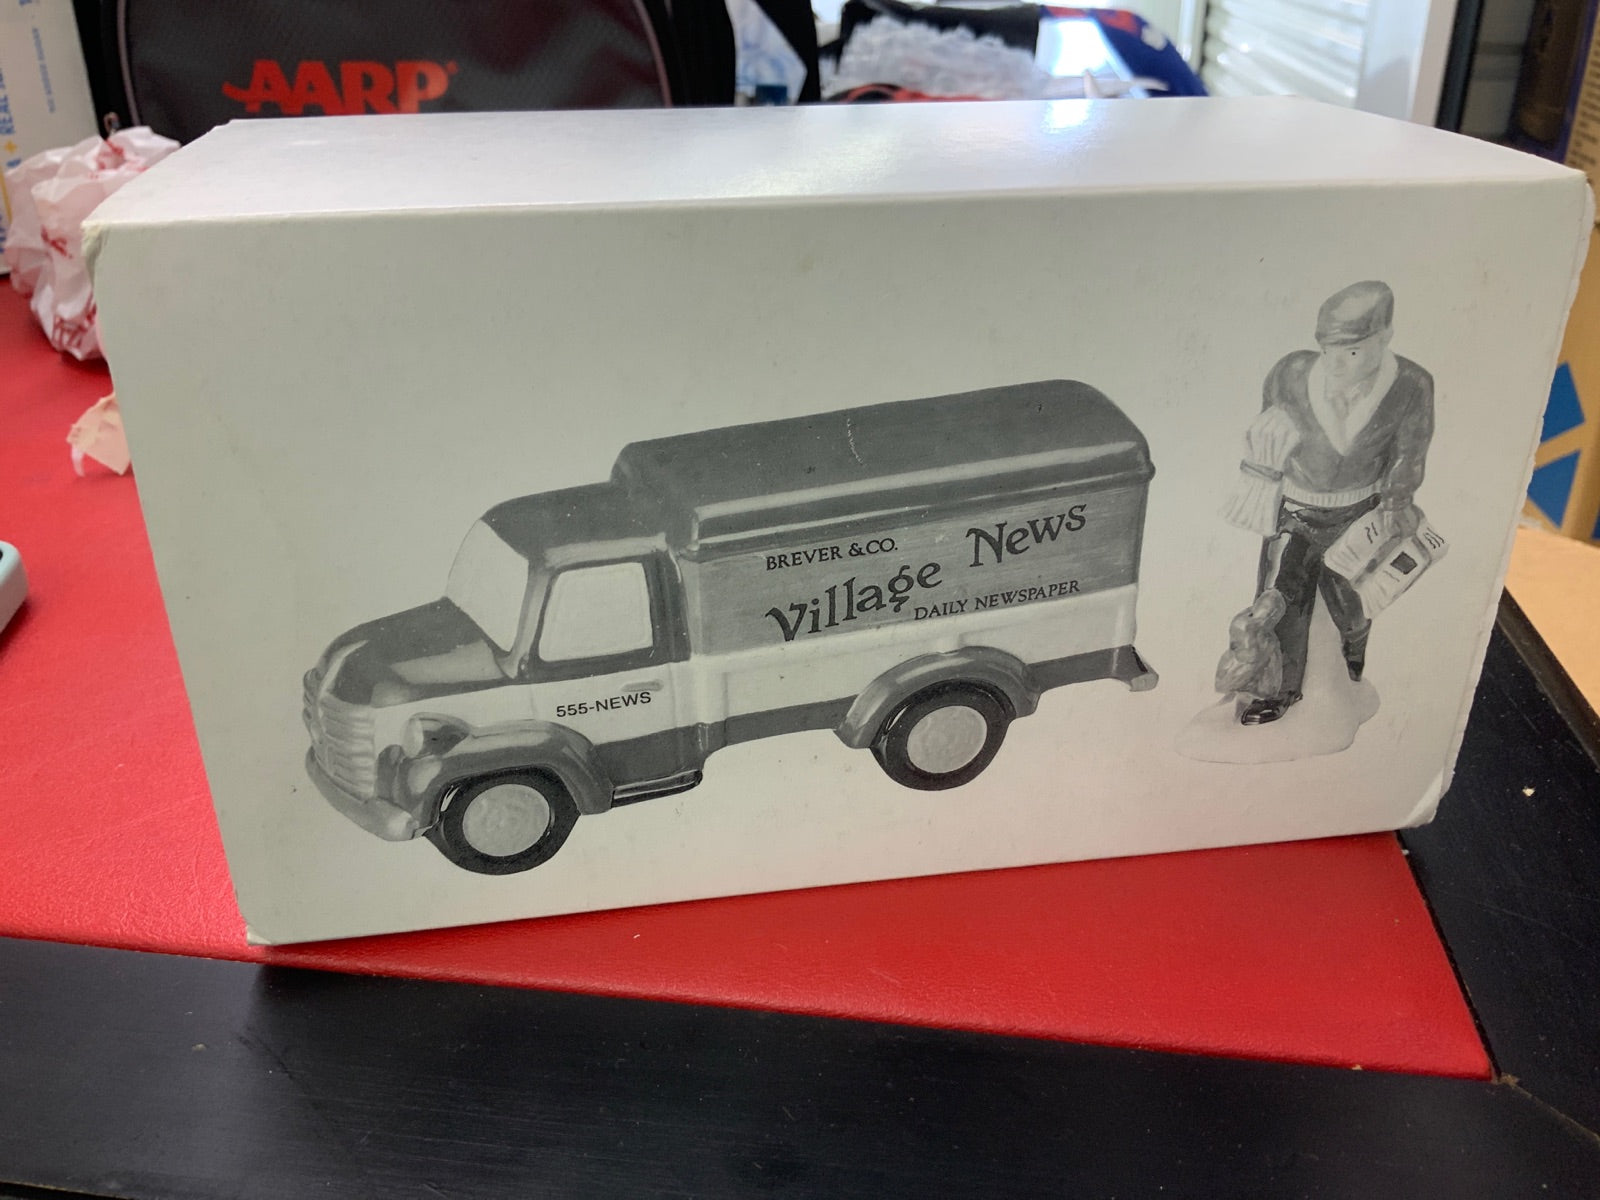 AARP
BREVER & CO.
Village News
DAILY NEWSPAPER
555-NEWS